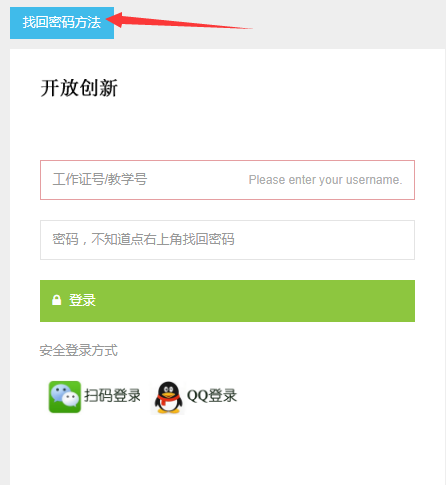 找回密码方法
开放创新
工作证号/教学号 Please enter your username.
密码，不知道点右上角找回密码
登录
安全登录方式
扫码登录 QQ登录